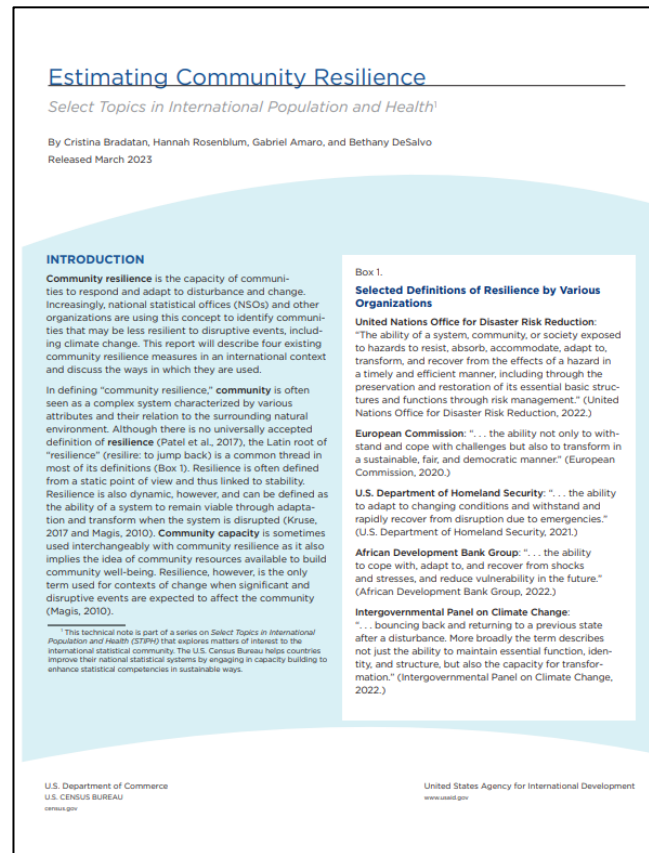 Estimating Community Resilience
Select Topics in International Population and Health¹
By Cristina Bradatan, Hannah Rosenblum, Gabriel Amaro, and Bethany DeSalvo
Released March 2023
INTRODUCTION
Community resilience is the capacity of communi-
ties to respond and adapt to disturbance and change.
Increasingly, national statistical offices (NSOs) and other
organizations are using this concept to identify communi-
ties that may be less resilient to disruptive events, includ-
ing climate change. This report will describe four existing
community resilience measures in an international context
and discuss the ways in which they are used.
In defining “community resilience,” community is often
seen as a complex system characterized by various
attributes and their relation to the surrounding natural
environment. Although there is no universally accepted
definition of resilience (Patel et al., 2017), the Latin root of
“resilience” (resilire: to jump back) is a common thread in
most of its definitions (Box 1). Resilience is often defined
from a static point of view and thus linked to stability.
Resilience is also dynamic, however, and can be defined as
the ability of a system to remain viable through adapta-
tion and transform when the system is disrupted (Kruse,
2017 and Magis, 2010). Community capacity is sometimes
used interchangeably with community resilience as it also
implies the idea of community resources available to build
community well-being. Resilience, however, is the only
term used for contexts of change when significant and
disruptive events are expected to affect the community
(Magis, 2010).
¹ This technical note is part of a series on Select Topics in International
Population and Health (STIPH) that explores matters of interest to the
international statistical community. The U.S. Census Bureau helps countries
improve their national statistical systems by engaging in capacity building to
enhance statistical competencies in sustainable ways.
Box 1.
Selected Definitions of Resilience by Various
Organizations
United Nations Office for Disaster Risk Reduction:
“The ability of a system, community, or society exposed
to hazards to resist, absorb, accommodate, adapt to,
transform, and recover from the effects of a hazard in
a timely and efficient manner, including through the
preservation and restoration of its essential basic struc-
tures and functions through risk management.” (United
Nations Office for Disaster Risk Reduction, 2022.)
European Commission: “. . . the ability not only to with-
stand and cope with challenges but also to transform in
a sustainable, fair, and democratic manner.” (European
Commission, 2020.)
U.S. Department of Homeland Security: “. . . the ability
to adapt to changing conditions and withstand and
rapidly recover from disruption due to emergencies.”
(U.S. Department of Homeland Security, 2021.)
African Development Bank Group: “. . . the ability
to cope with, adapt to, and recover from shocks
and stresses, and reduce vulnerability in the future.”
(African Development Bank Group, 2022.)
Intergovernmental Panel on Climate Change:
“. . . bouncing back and returning to a previous state
after a disturbance. More broadly the term describes
not just the ability to maintain essential function, iden-
tity, and structure, but also the capacity for transfor-
mation.” (Intergovernmental Panel on Climate Change,
2022.)
U.S. Department of Commerce
U.S. CENSUS BUREAU
census.gov
United States Agency for International Development
www.usaid.gov